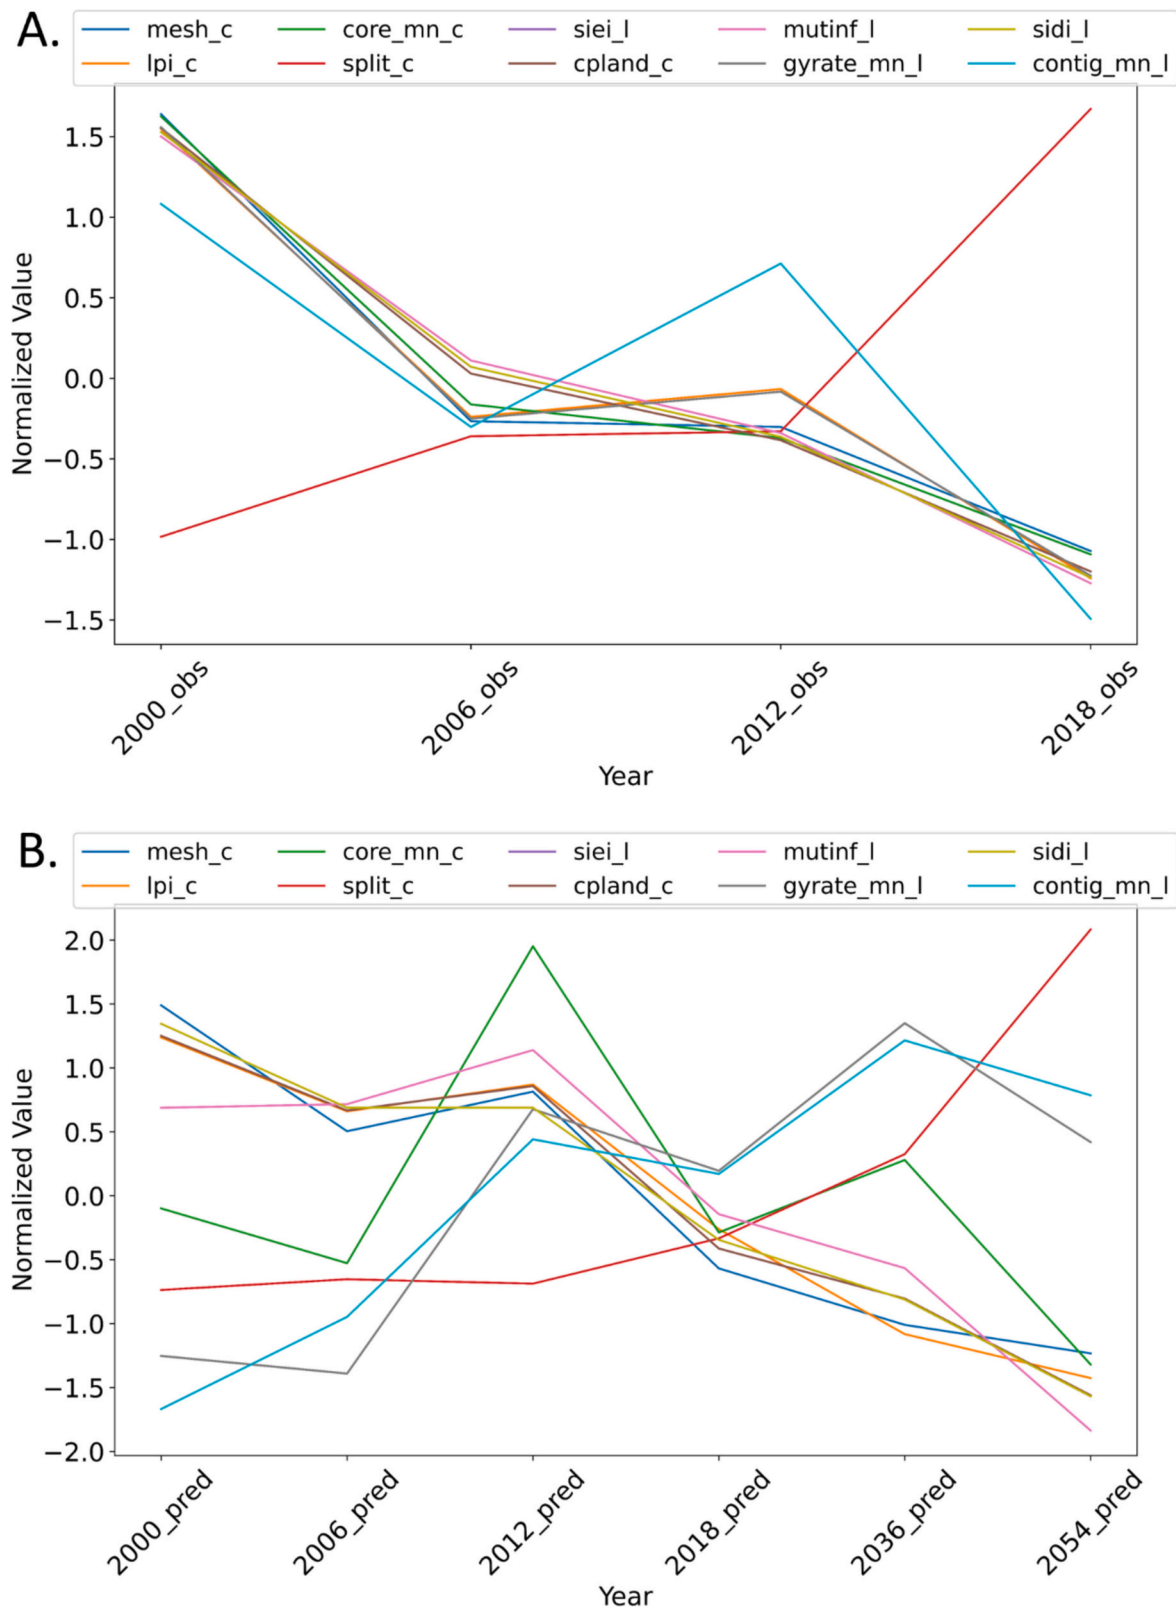 A.
mesh_c core_mn_c siei_l mutinf_l sidi_l
lpi_c split_c cpland_c gyrate_mn_l contig_mn_l
1.5
1.0
0.5
0.0
−0.5
−1.0
−1.5
Normalized Value
2000_obs 2006_obs 2012_obs 2018_obs
Year
B.
mesh_c core_mn_c siei_l mutinf_l sidi_l
lpi_c split_c cpland_c gyrate_mn_l contig_mn_l
2.0
1.5
1.0
0.5
0.0
−0.5
−1.0
−1.5
−2.0
Normalized Value
2000_pred 2006_pred 2012_pred 2018_pred 2036_pred 2054_pred
Year